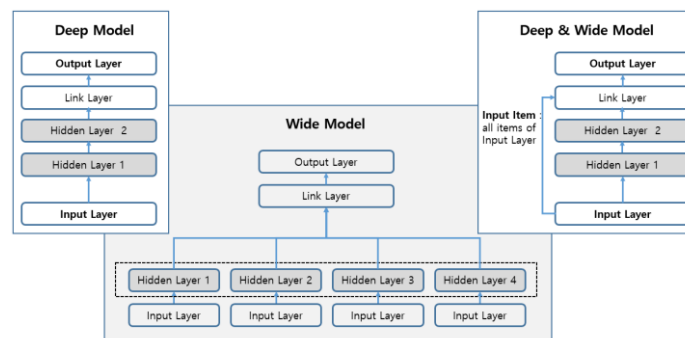 Deep Model
Output Layer
Link Layer
Hidden Layer 2
Hidden Layer 1
Input Layer
Wide Model
Output Layer
Link Layer
Hidden Layer 1
Hidden Layer 2
Hidden Layer 3
Hidden Layer 4
Input Layer
Input Layer
Input Layer
Input Layer
Deep & Wide Model
Output Layer
Link Layer
Input Item :
all items of
Input Layer
Hidden Layer 2
Hidden Layer 1
Input Layer